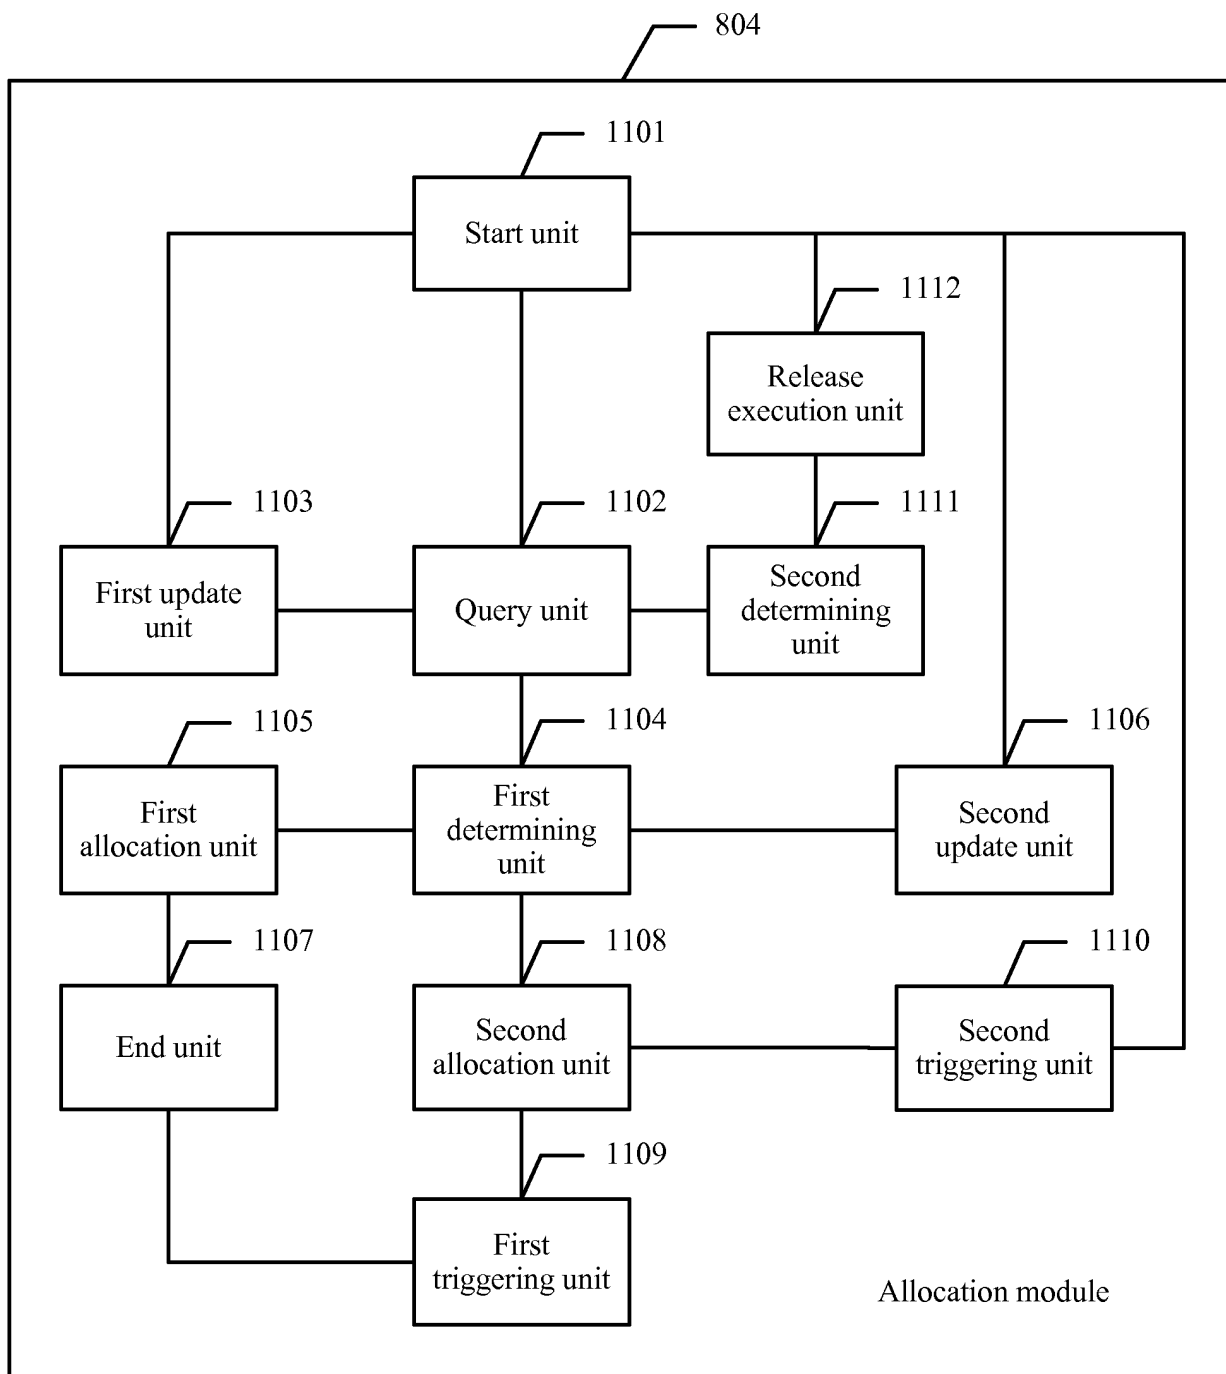 804
1101
Start unit
1112
Release
execution unit
1103
1102
1111
First update
unit
Query unit
Second
determining
unit
1105
1104
1106
First
allocation unit
First
determining
unit
Second
update unit
1107
1108
1110
End unit
Second
allocation unit
Second
triggering unit
1109
First
triggering unit
Allocation module